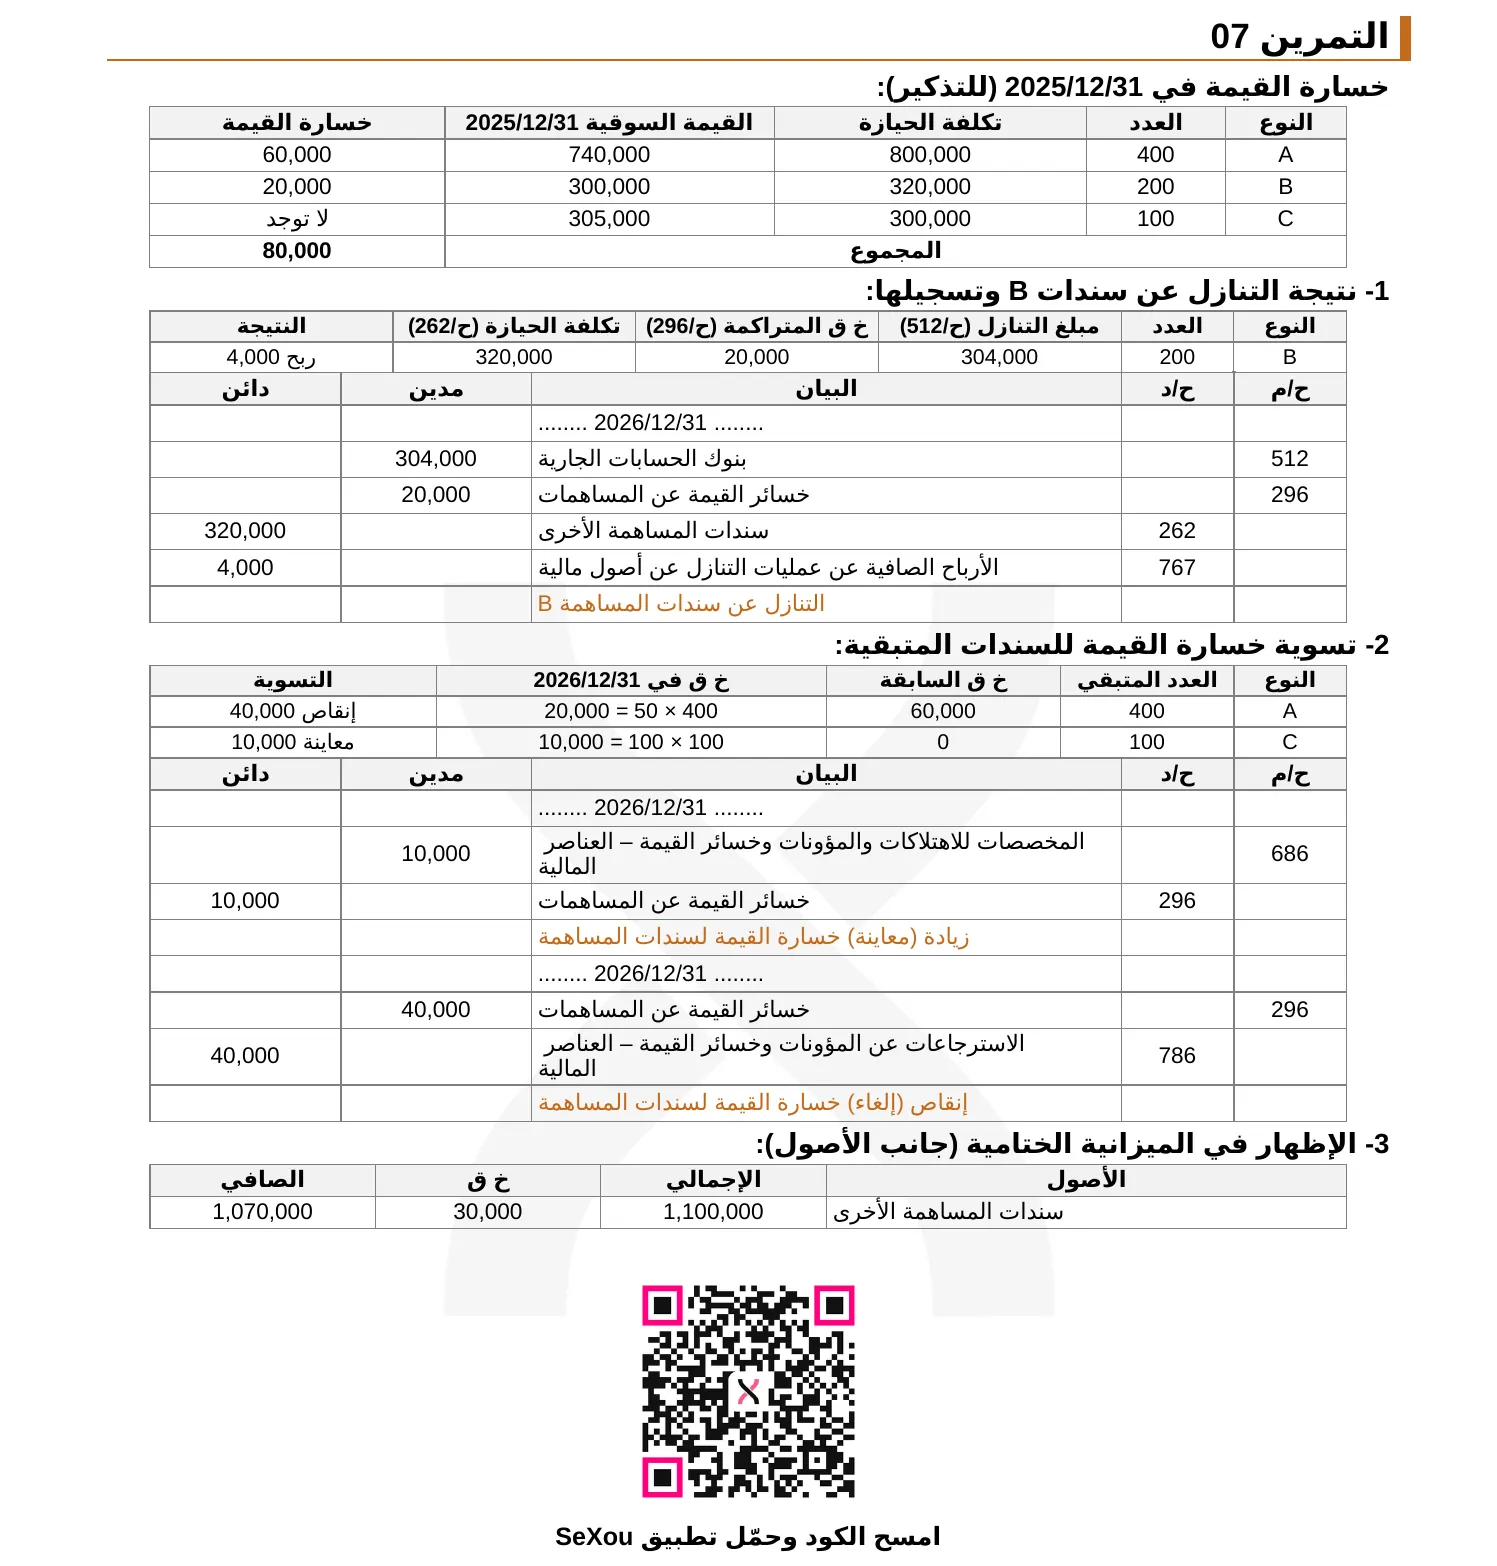 التمرين 07
خسارة القيمة في 2025/12/31 (للتذكير):
النوع العدد تكلفة الحيازة القيمة السوقية 2025/12/31 خسارة القيمة
A 400 800,000 740,000 60,000
B 200 320,000 300,000 20,000
C 100 300,000 305,000 لا توجد
المجموع 80,000
1- نتيجة التنازل عن سندات B وتسجيلها:
النوع العدد مبلغ التنازل (ح/512) خ ق المتراكمة (ح/296) تكلفة الحيازة (ح/262) النتيجة
B 200 304,000 20,000 320,000 ربح 4,000
ح/م ح/د البيان مدين دائن
........ 2026/12/31 ........
512 بنوك الحسابات الجارية 304,000
296 خسائر القيمة عن المساهمات 20,000
262 سندات المساهمة الأخرى 320,000
767 الأرباح الصافية عن عمليات التنازل عن أصول مالية 4,000
التنازل عن سندات المساهمة B
2- تسوية خسارة القيمة للسندات المتبقية:
النوع العدد المتبقي خ ق السابقة خ ق في 2026/12/31 التسوية
A 400 60,000 20,000 = 50 × 400 إنقاص 40,000
C 100 0 10,000 = 100 × 100 معاينة 10,000
ح/م ح/د البيان مدين دائن
........ 2026/12/31 ........
686 المخصصات للاهتلاكات والمؤونات وخسائر القيمة – العناصر 10,000
المالية
296 خسائر القيمة عن المساهمات 10,000
زيادة (معاينة) خسارة القيمة لسندات المساهمة
........ 2026/12/31 ........
296 خسائر القيمة عن المساهمات 40,000
786 الاسترجاعات عن المؤونات وخسائر القيمة – العناصر 40,000
المالية
إنقاص (إلغاء) خسارة القيمة لسندات المساهمة
3- الإظهار في الميزانية الختامية (جانب الأصول):
الأصول الإجمالي خ ق الصافي
سندات المساهمة الأخرى 1,100,000 30,000 1,070,000
امسح الكود وحمّل تطبيق SeXou